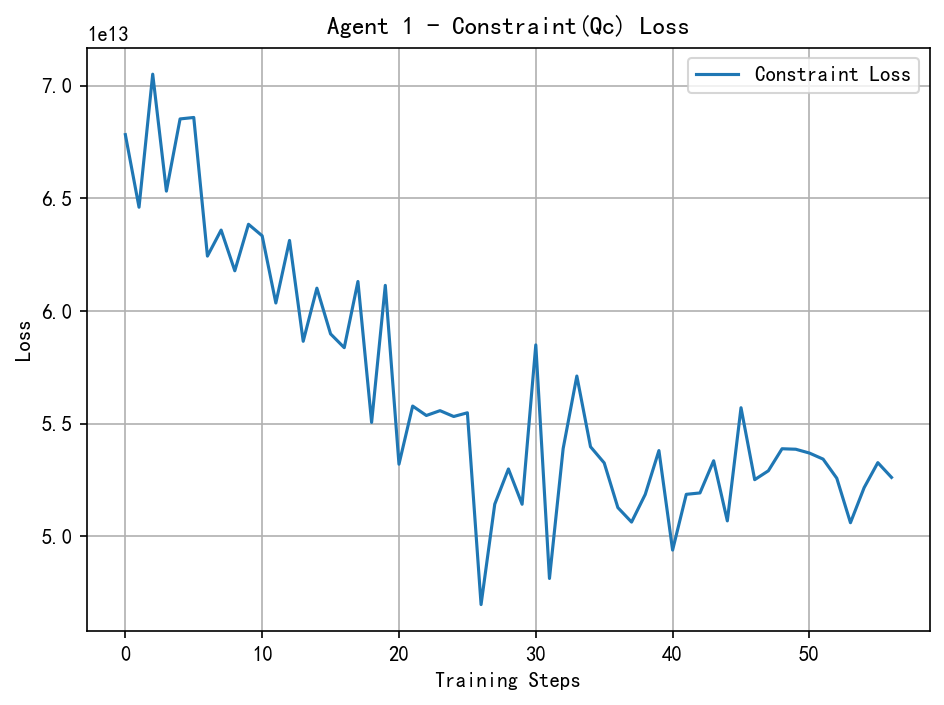 Agent 1 - Constraint(Qc) Loss
1e13
Constraint Loss
7.0
6.5
6.0
5.5
5.0
Loss
0 10 20 30 40 50
Training Steps